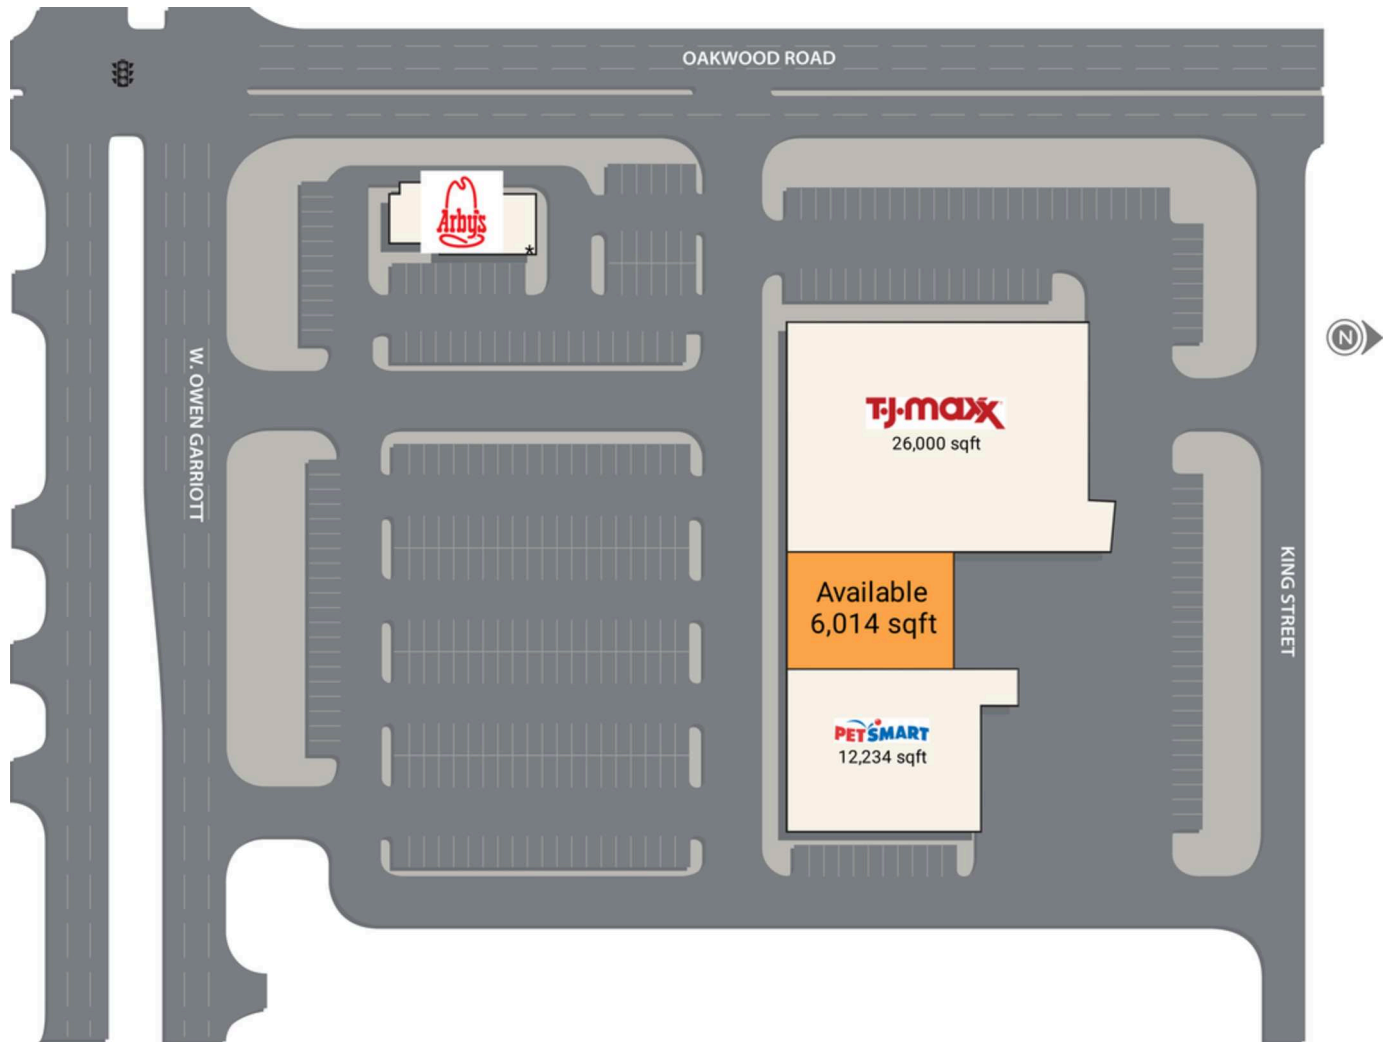 OAKWOOD ROAD
Arby's
*
N
W. OWEN GARRIOTT
T·J·maxx
26,000 sqft
Available
6,014 sqft
KING STREET
PETSMART
12,234 sqft